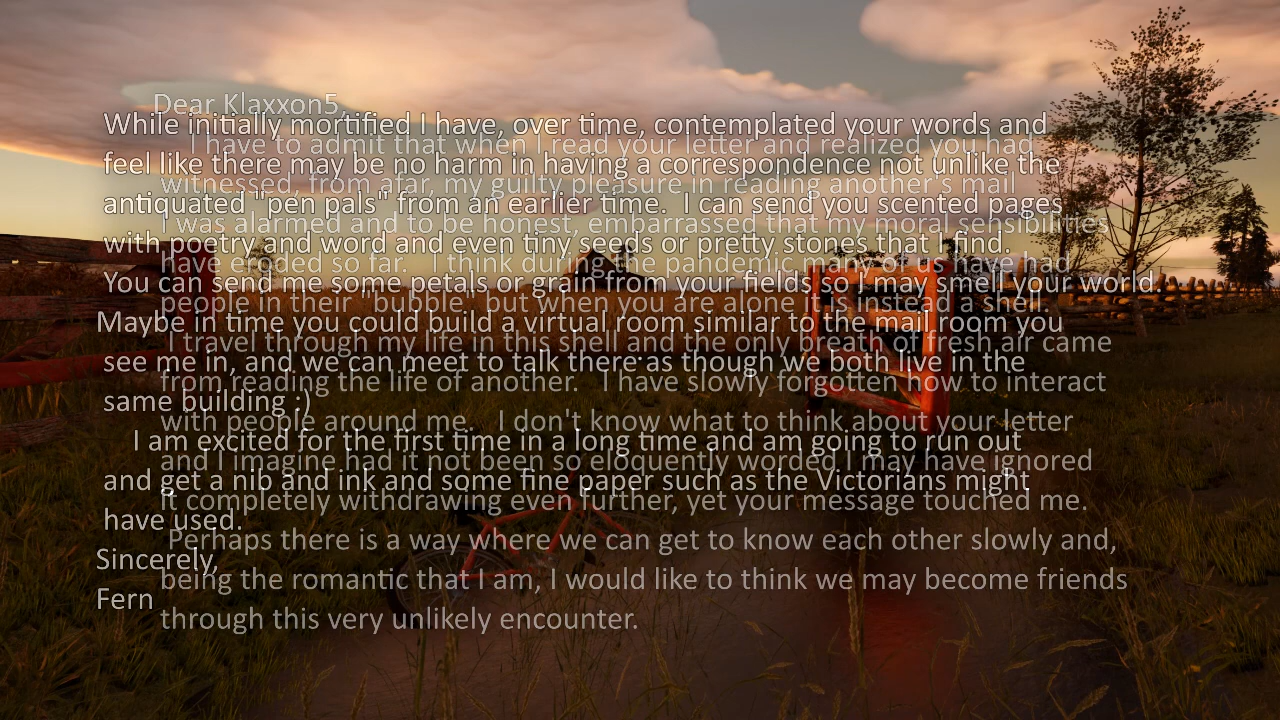 Dear Klaxxon5,
I have to admit that when I read your letter and realized you had
witnessed, from afar, my guilty pleasure in reading another's mail
I was alarmed and to be honest, embarrassed that my moral sensibilities
have eroded so far. I think during the pandemic many of us have had
people in their "bubble", but when you are alone shell.
I travel through my life in this shell and the only breath of fresh air came
from reading the life of another. I have slowly forgotten how to interact
with people around me. I don't know what to think about your letter
and I imagine had it not been so eloquently worded I may have ignored
it completely withdrawing even further, yet your message touched me.
Perhaps there is a way where we can get to know each other slowly and,
being the romantic that I am, I would like to think we may become friends
through this very unlikely encounter.
While initially mortified I have, over time, contemplated your words and
feel like there may be no harm in having a correspondence not unlike the
antiquated "pen pals" from an earlier time. I can send you scented pages
with poetry and word and even tiny seeds or pretty stones that I find.
You can send me some petals or grain from your fields so I may smell your world.
Maybe in time you could build a virtual room similar to the mail room you
see me in, and we can meet to talk there as though we both live in the
same building ;)
I am excited for the first time in a long time and am going to run out
and get a nib and ink and some fine paper such as the Victorians might
have used.
Sincerely,
Fern